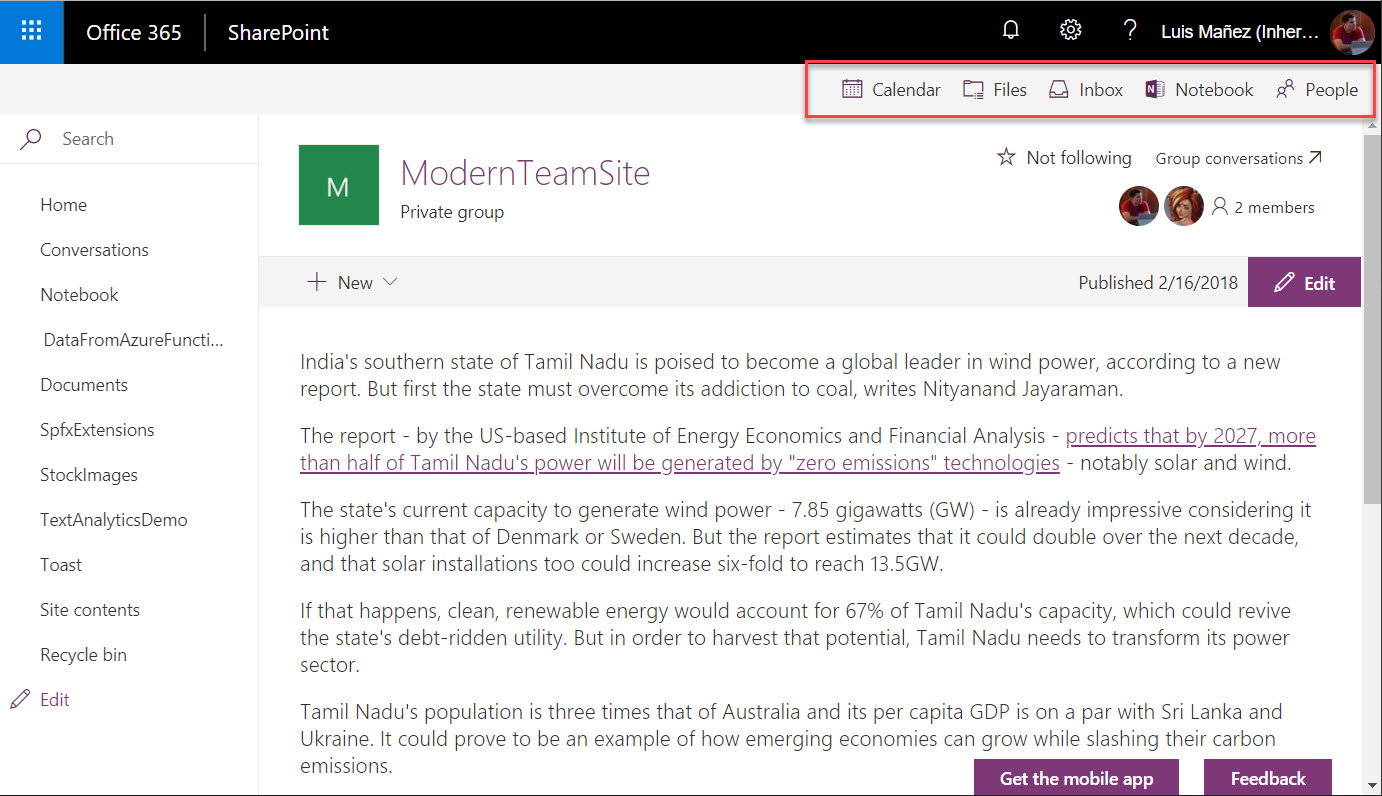 Office 365 SharePoint ? Luis Mañez (Inher...
Calendar Files Inbox Notebook People
Search
Home
Conversations
Notebook
DataFromAzureFuncti...
Documents
SpfxExtensions
StockImages
TextAnalyticsDemo
Toast
Site contents
Recycle bin
Edit
M
ModernTeamSite
Private group
Not following Group conversations
2 members
New
Published 2/16/2018 Edit
India's southern state of Tamil Nadu is poised to become a global leader in wind power, according to a new
report. But first the state must overcome its addiction to coal, writes Nityanand Jayaraman.
The report - by the US-based Institute of Energy Economics and Financial Analysis - predicts that by 2027, more
than half of Tamil Nadu's power will be generated by "zero emissions" technologies - notably solar and wind.
The state's current capacity to generate wind power - 7.85 gigawatts (GW) - is already impressive considering it
is higher than that of Denmark or Sweden. But the report estimates that it could double over the next decade,
and that solar installations too could increase six-fold to reach 13.5GW.
If that happens, clean, renewable energy would account for 67% of Tamil Nadu's capacity, which could revive
the state's debt-ridden utility. But in order to harvest that potential, Tamil Nadu needs to transform its power
sector.
Tamil Nadu's population is three times that of Australia and its per capita GDP is on a par with Sri Lanka and
Ukraine. It could prove to be an example of how emerging economies can grow while slashing their carbon
emissions.
Get the mobile app Feedback